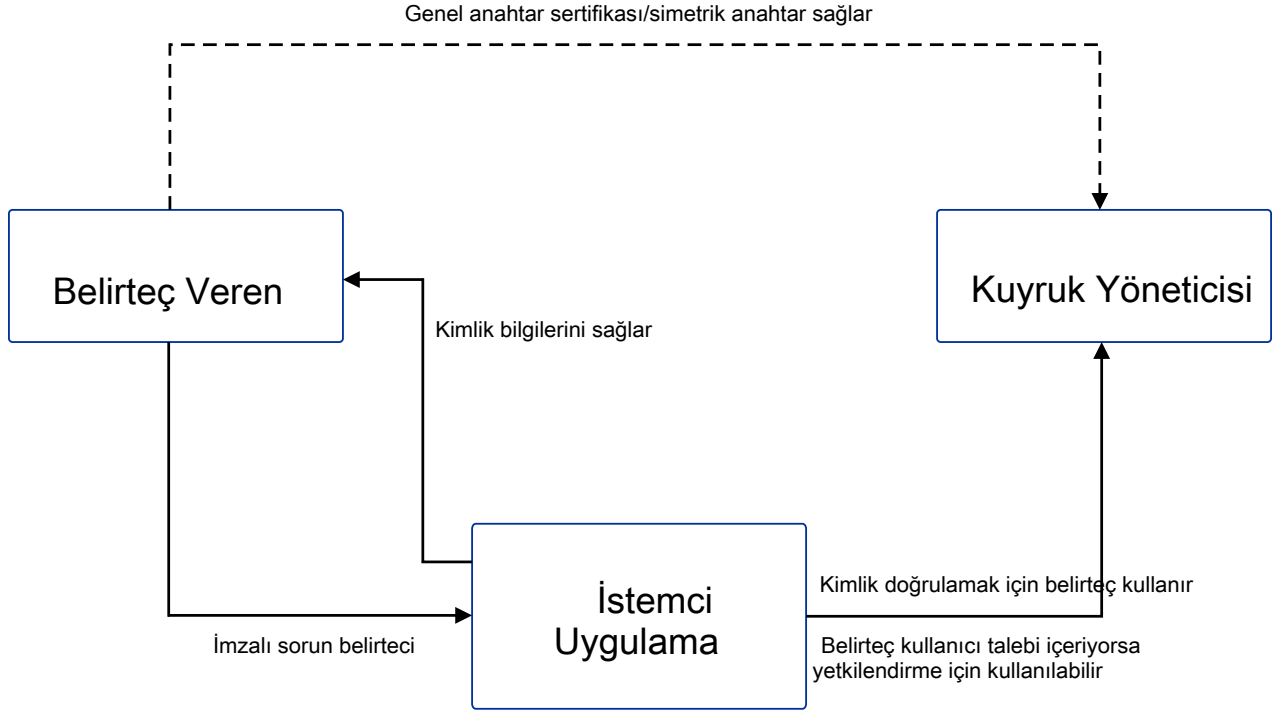 Genel anahtar sertifikası/simetrik anahtar sağlar
Belirteç Veren
Kuyruk Yöneticisi
Kimlik bilgilerini sağlar
İstemci
Uygulama
Kimlik doğrulamak için belirteç kullanır
İmzalı sorun belirteci
Belirteç kullanıcı talebi içeriyorsa
yetkilendirme için kullanılabilir